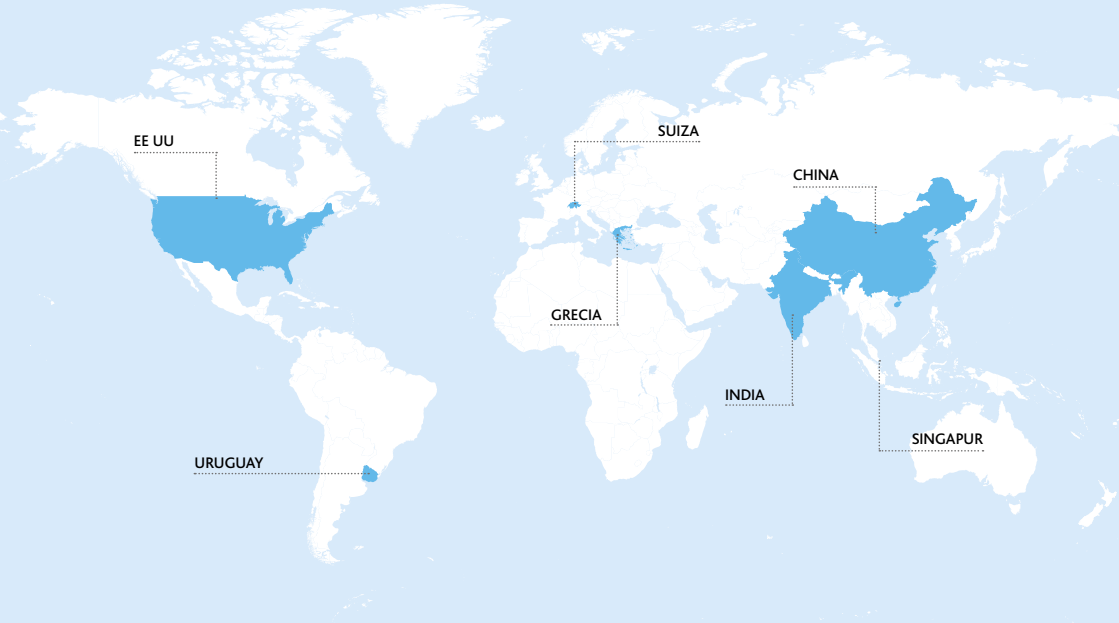 SUIZA
EE UU
CHINA
GRECIA
INDIA
SINGAPUR
URUGUAY